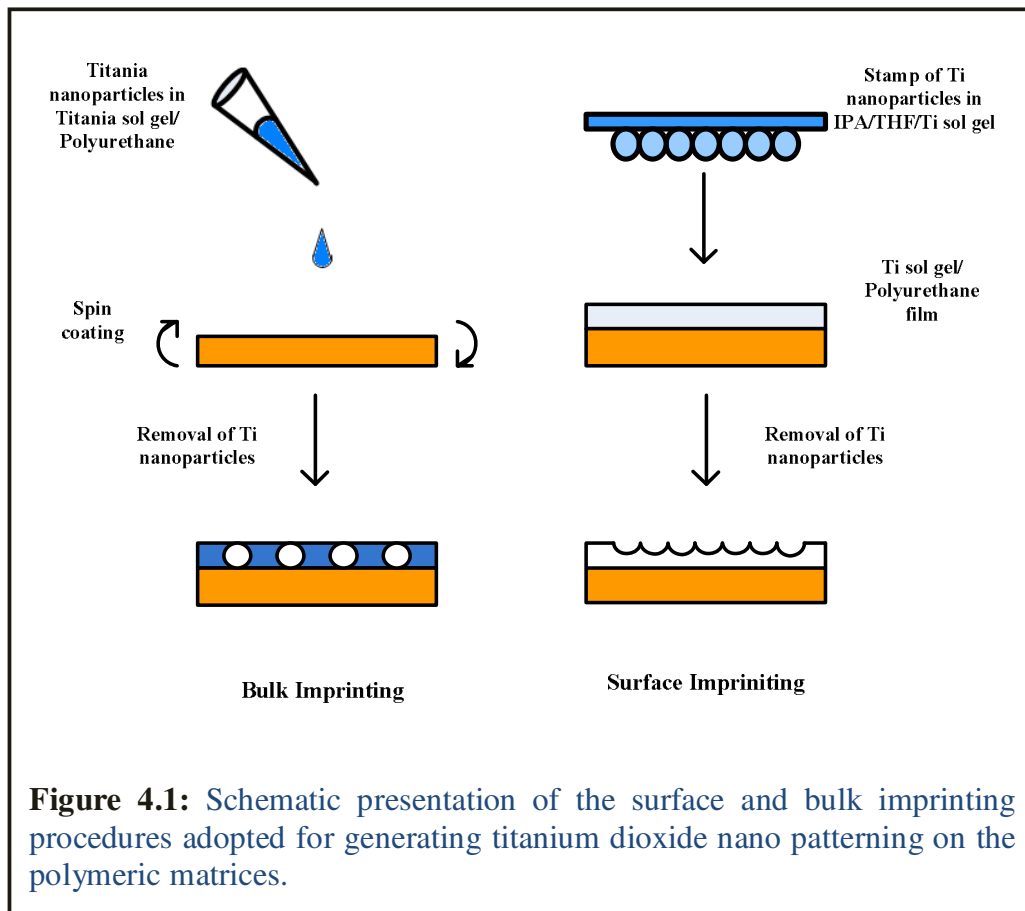 Titania
nanoparticles in
Titania sol gel/
Polyurethane
Spin
coating
Removal of Ti
nanoparticles
Bulk Imprinting
Stamp of Ti
nanoparticles in
IPA/THF/Ti sol gel
Ti sol gel/
Polyurethane
film
Removal of Ti
nanoparticles
Surface Impriniting
Figure 4.1: Schematic presentation of the surface and bulk imprinting
procedures adopted for generating titanium dioxide nano patterning on the
polymeric matrices.